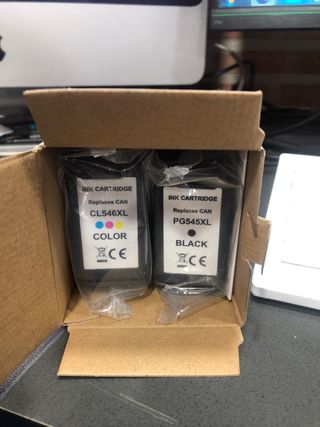 INK CARTRIDGE
Replaces CAN
CL546XL
COLOR
CE
INK CARTRIDGE
Replaces CAN
PG545XL
BLACK
CE